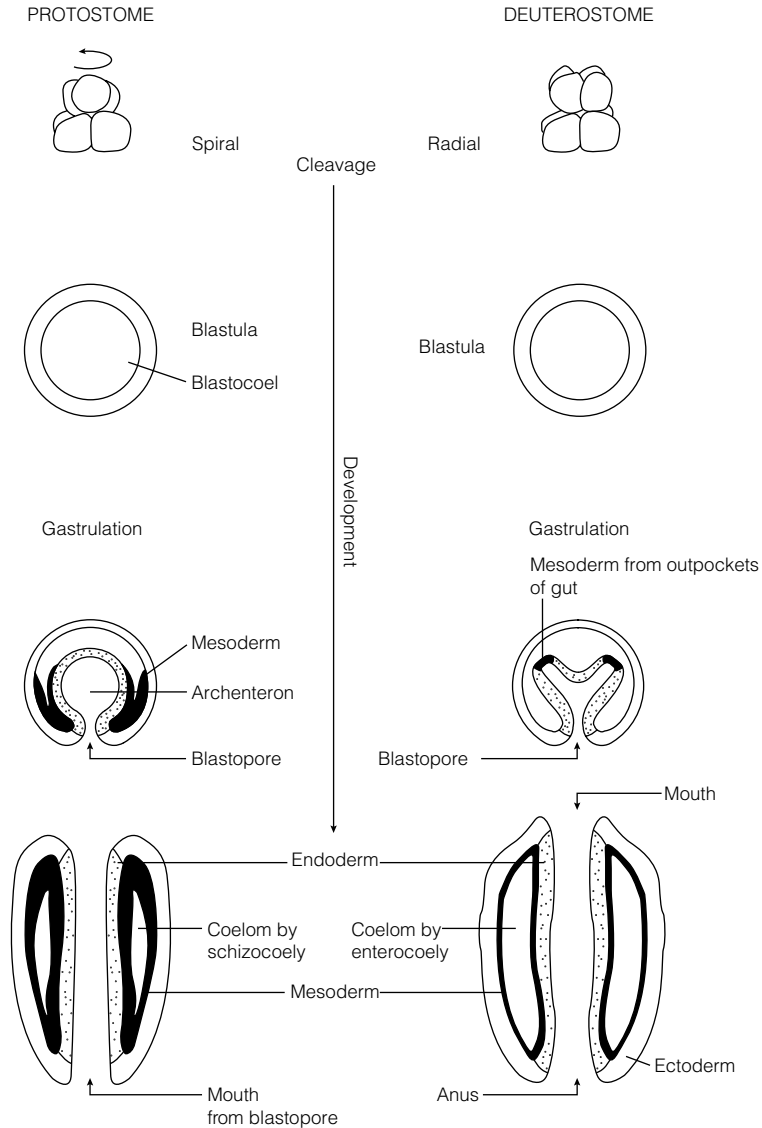 PROTOSTOME
DEUTEROSTOME
Spiral
Radial
Cleavage
Blastula
Blastocoel
Blastula
Development
Gastrulation
Gastrulation
Mesoderm from outpockets
of gut
Mesoderm
Archenteron
Blastopore
Blastopore
Mouth
Endoderm
Coelom by
schizocoely
Coelom by
enterocoely
Mesoderm
Ectoderm
Mouth
from blastopore
Anus